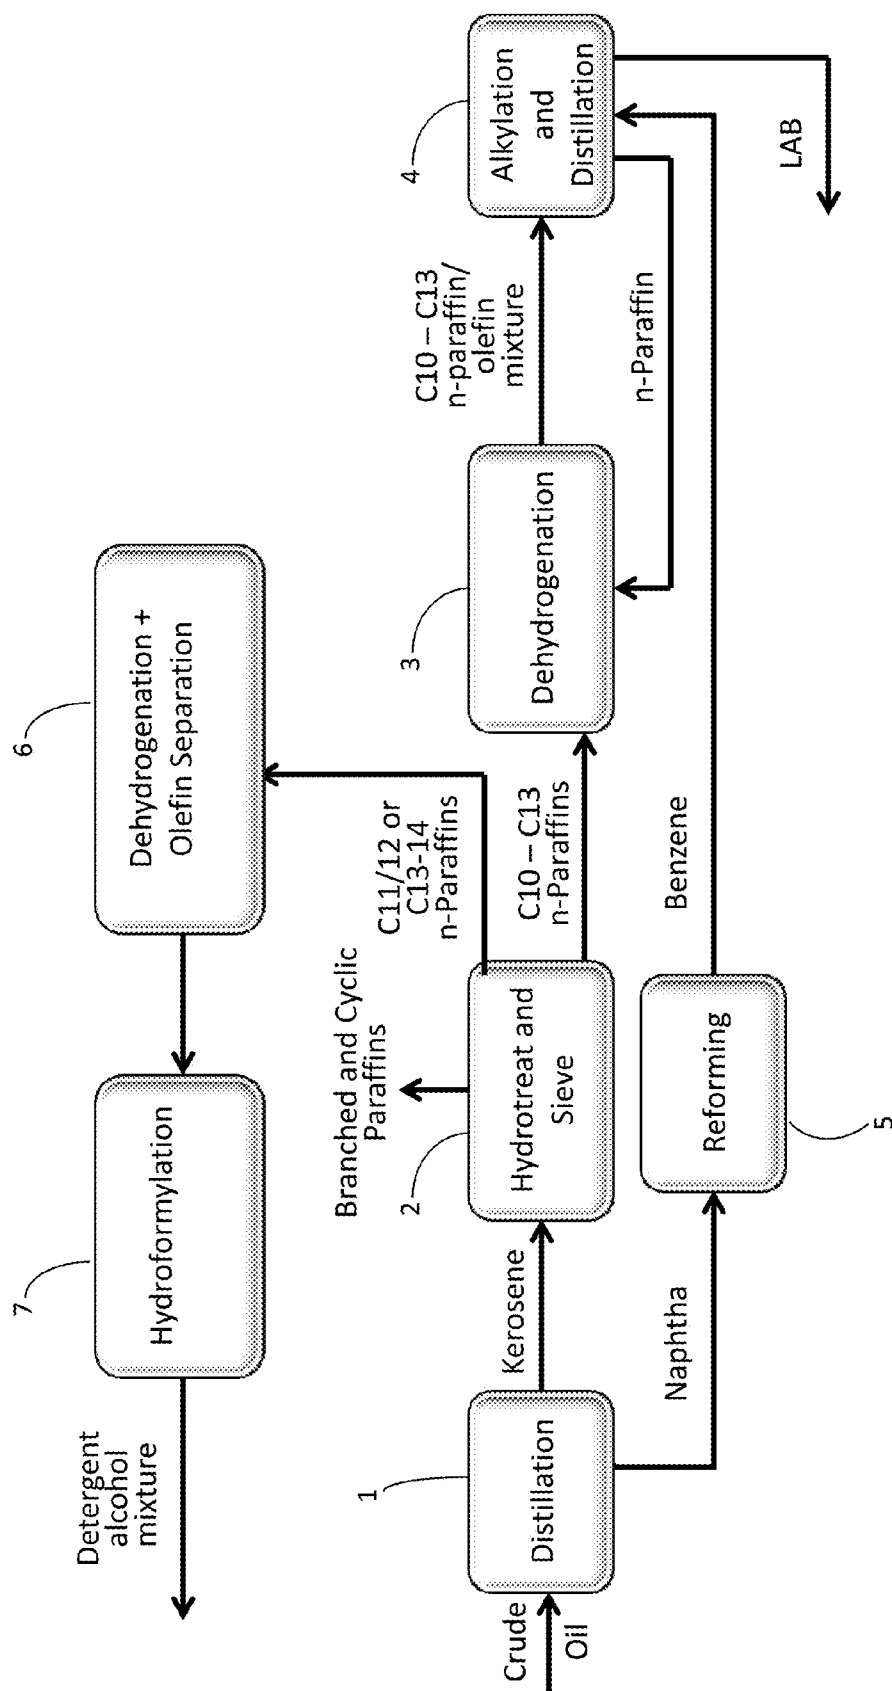 Detergent
alcohol
mixture
7
Hydroformylation
6
Dehydrogenation +
Olefin Separation
Branched and Cyclic
Paraffins
C11/12 or
C13-14
n-Paraffins
Crude
Oil
1
Distillation
Kerosene
2
Hydrotreat and
Sieve
C10 – C13
n-Paraffins
3
Dehydrogenation
C10 – C13
n-paraffin/
olefin
mixture
4
Alkylation
and
Distillation
n-Paraffin
Naphtha
Reforming
5
Benzene
LAB